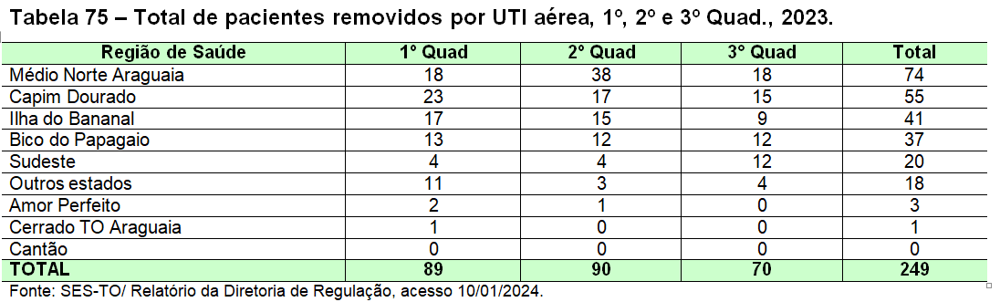 Tabela 75 – Total de pacientes removidos por UTI aérea, 1º, 2º e 3º Quad., 2023.
Região de Saúde 1° Quad 2° Quad 3° Quad Total
Médio Norte Araguaia 18 38 18 74
Capim Dourado 23 17 15 55
Ilha do Bananal 17 15 9 41
Bico do Papagaio 13 12 12 37
Sudeste 4 4 12 20
Outros estados 11 3 4 18
Amor Perfeito 2 1 0 3
Cerrado TO Araguaia 1 0 0 1
Cantão 0 0 0 0
TOTAL 89 90 70 249
Fonte: SES-TO/ Relatório da Diretoria de Regulação, acesso 10/01/2024.